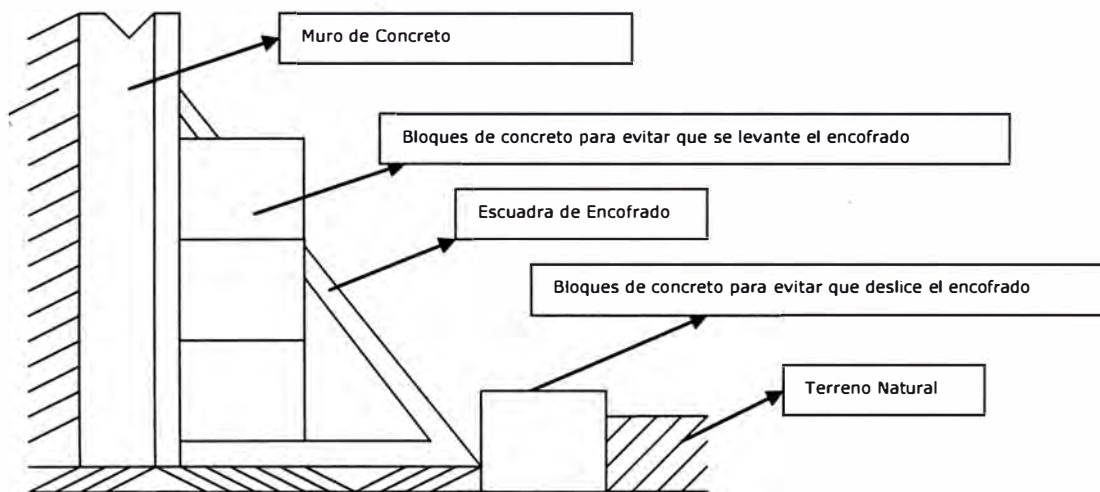 Muro de Concreto
Bloques de concreto para evitar que se levante el encofrado
Escuadra de Encofrado
Bloques de concreto para evitar que deslice el encofrado
Terreno Natural